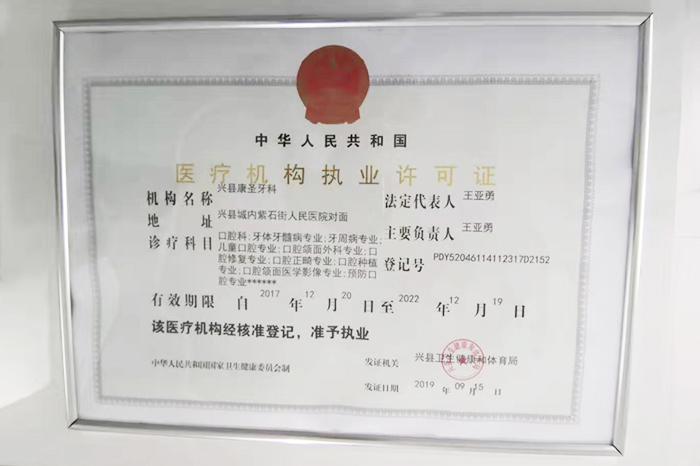 中华人民共和国
医疗机构执业许可证
机构名称 兴县康圣牙科
法定代表人 王亚勇
地址 兴县城内紫石街人民医院对面
主要负责人 王亚勇
诊疗科目 口腔科;牙体牙髓病专业;牙周病专业;
儿童口腔专业;口腔颌面外科专业;口
腔修复专业;口腔正畸专业;口腔种植
专业;口腔颌面医学影像专业;预防口
腔专业******
登记号 PDY52046114112317D2152
有效期限 自 2017 年 12 月 20 日至 2022 年 12 月 19 日
该医疗机构经核准登记，准予执业
中华人民共和国国家卫生健康委员会制
发证机关 兴县卫生健康和体育局
发证日期 2019 年 09 月 15 日